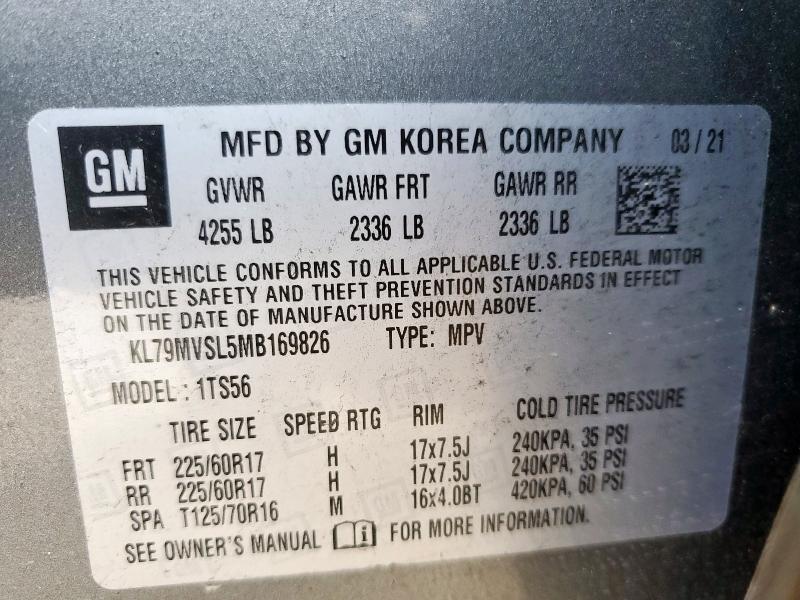 GM
MFD BY GM KOREA COMPANY 03/21
GVWR GAWR FRT GAWR RR
4255 LB 2336 LB 2336 LB
THIS VEHICLE CONFORMS TO ALL APPLICABLE U.S. FEDERAL MOTOR
VEHICLE SAFETY AND THEFT PREVENTION STANDARDS IN EFFECT
ON THE DATE OF MANUFACTURE SHOWN ABOVE.
KL79MVSL5MB169826 TYPE: MPV
MODEL: 1TS56
TIRE SIZE SPEED RTG RIM COLD TIRE PRESSURE
FRT 225/60R17 H 17x7.5J 240KPA, 35 PSI
RR 225/60R17 H 17x7.5J 240KPA, 35 PSI
SPA T125/70R16 M 16x4.0BT 420KPA, 60 PSI
SEE OWNER'S MANUAL FOR MORE INFORMATION.